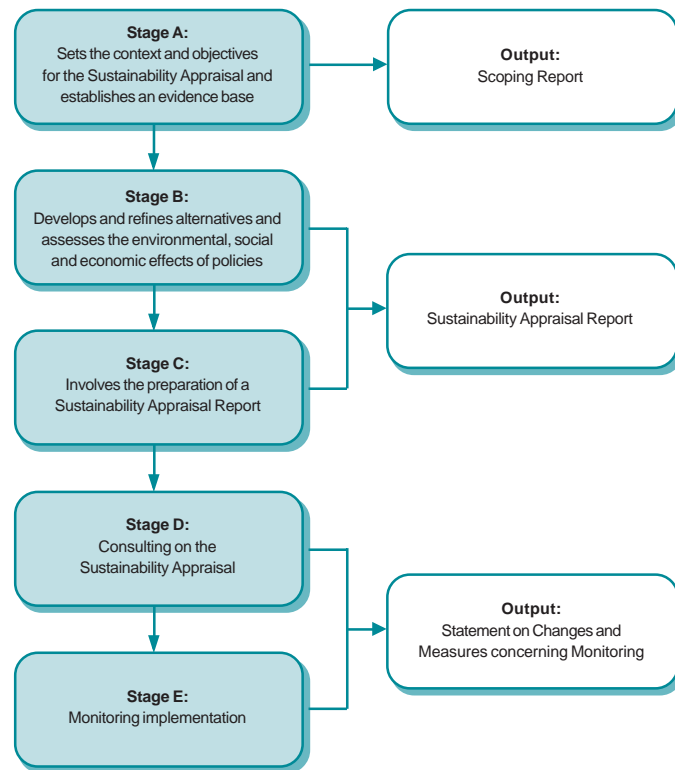 Stage A:
Sets the context and objectives
for the Sustainability Appraisal and
establishes an evidence base
Output:
Scoping Report
Stage B:
Develops and refines alternatives and
assesses the environmental, social
and economic effects of policies
Output:
Sustainability Appraisal Report
Stage C:
Involves the preparation of a
Sustainability Appraisal Report
Stage D:
Consulting on the
Sustainability Appraisal
Output:
Statement on Changes and
Measures concerning Monitoring
Stage E:
Monitoring implementation